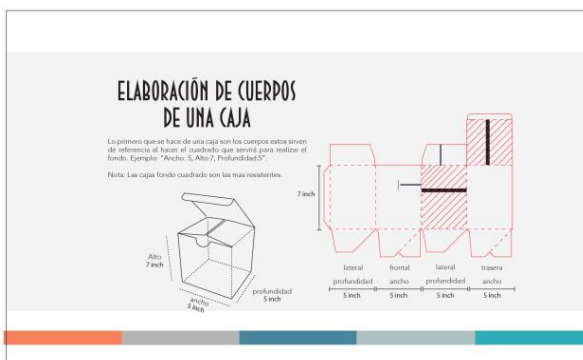 ELABORACIÓN DE CUERPOS
DE UNA CAJA
Lo primero que se hace de una caja son los cuerpos estos sirven
de referencia al hacer el cuadrado que servirá para realizar el
fondo. Ejemplo: "Ancho: 5, Alto:7, Profundidad:5".
Nota: Las cajas fondo cuadrado son las mas resistentes.
Alto
7 inch
ancho
5 inch
profundidad
5 inch
7 inch
lateral frontal lateral trasera
profundidad ancho profundidad ancho
5 inch 5 inch 5 inch 5 inch